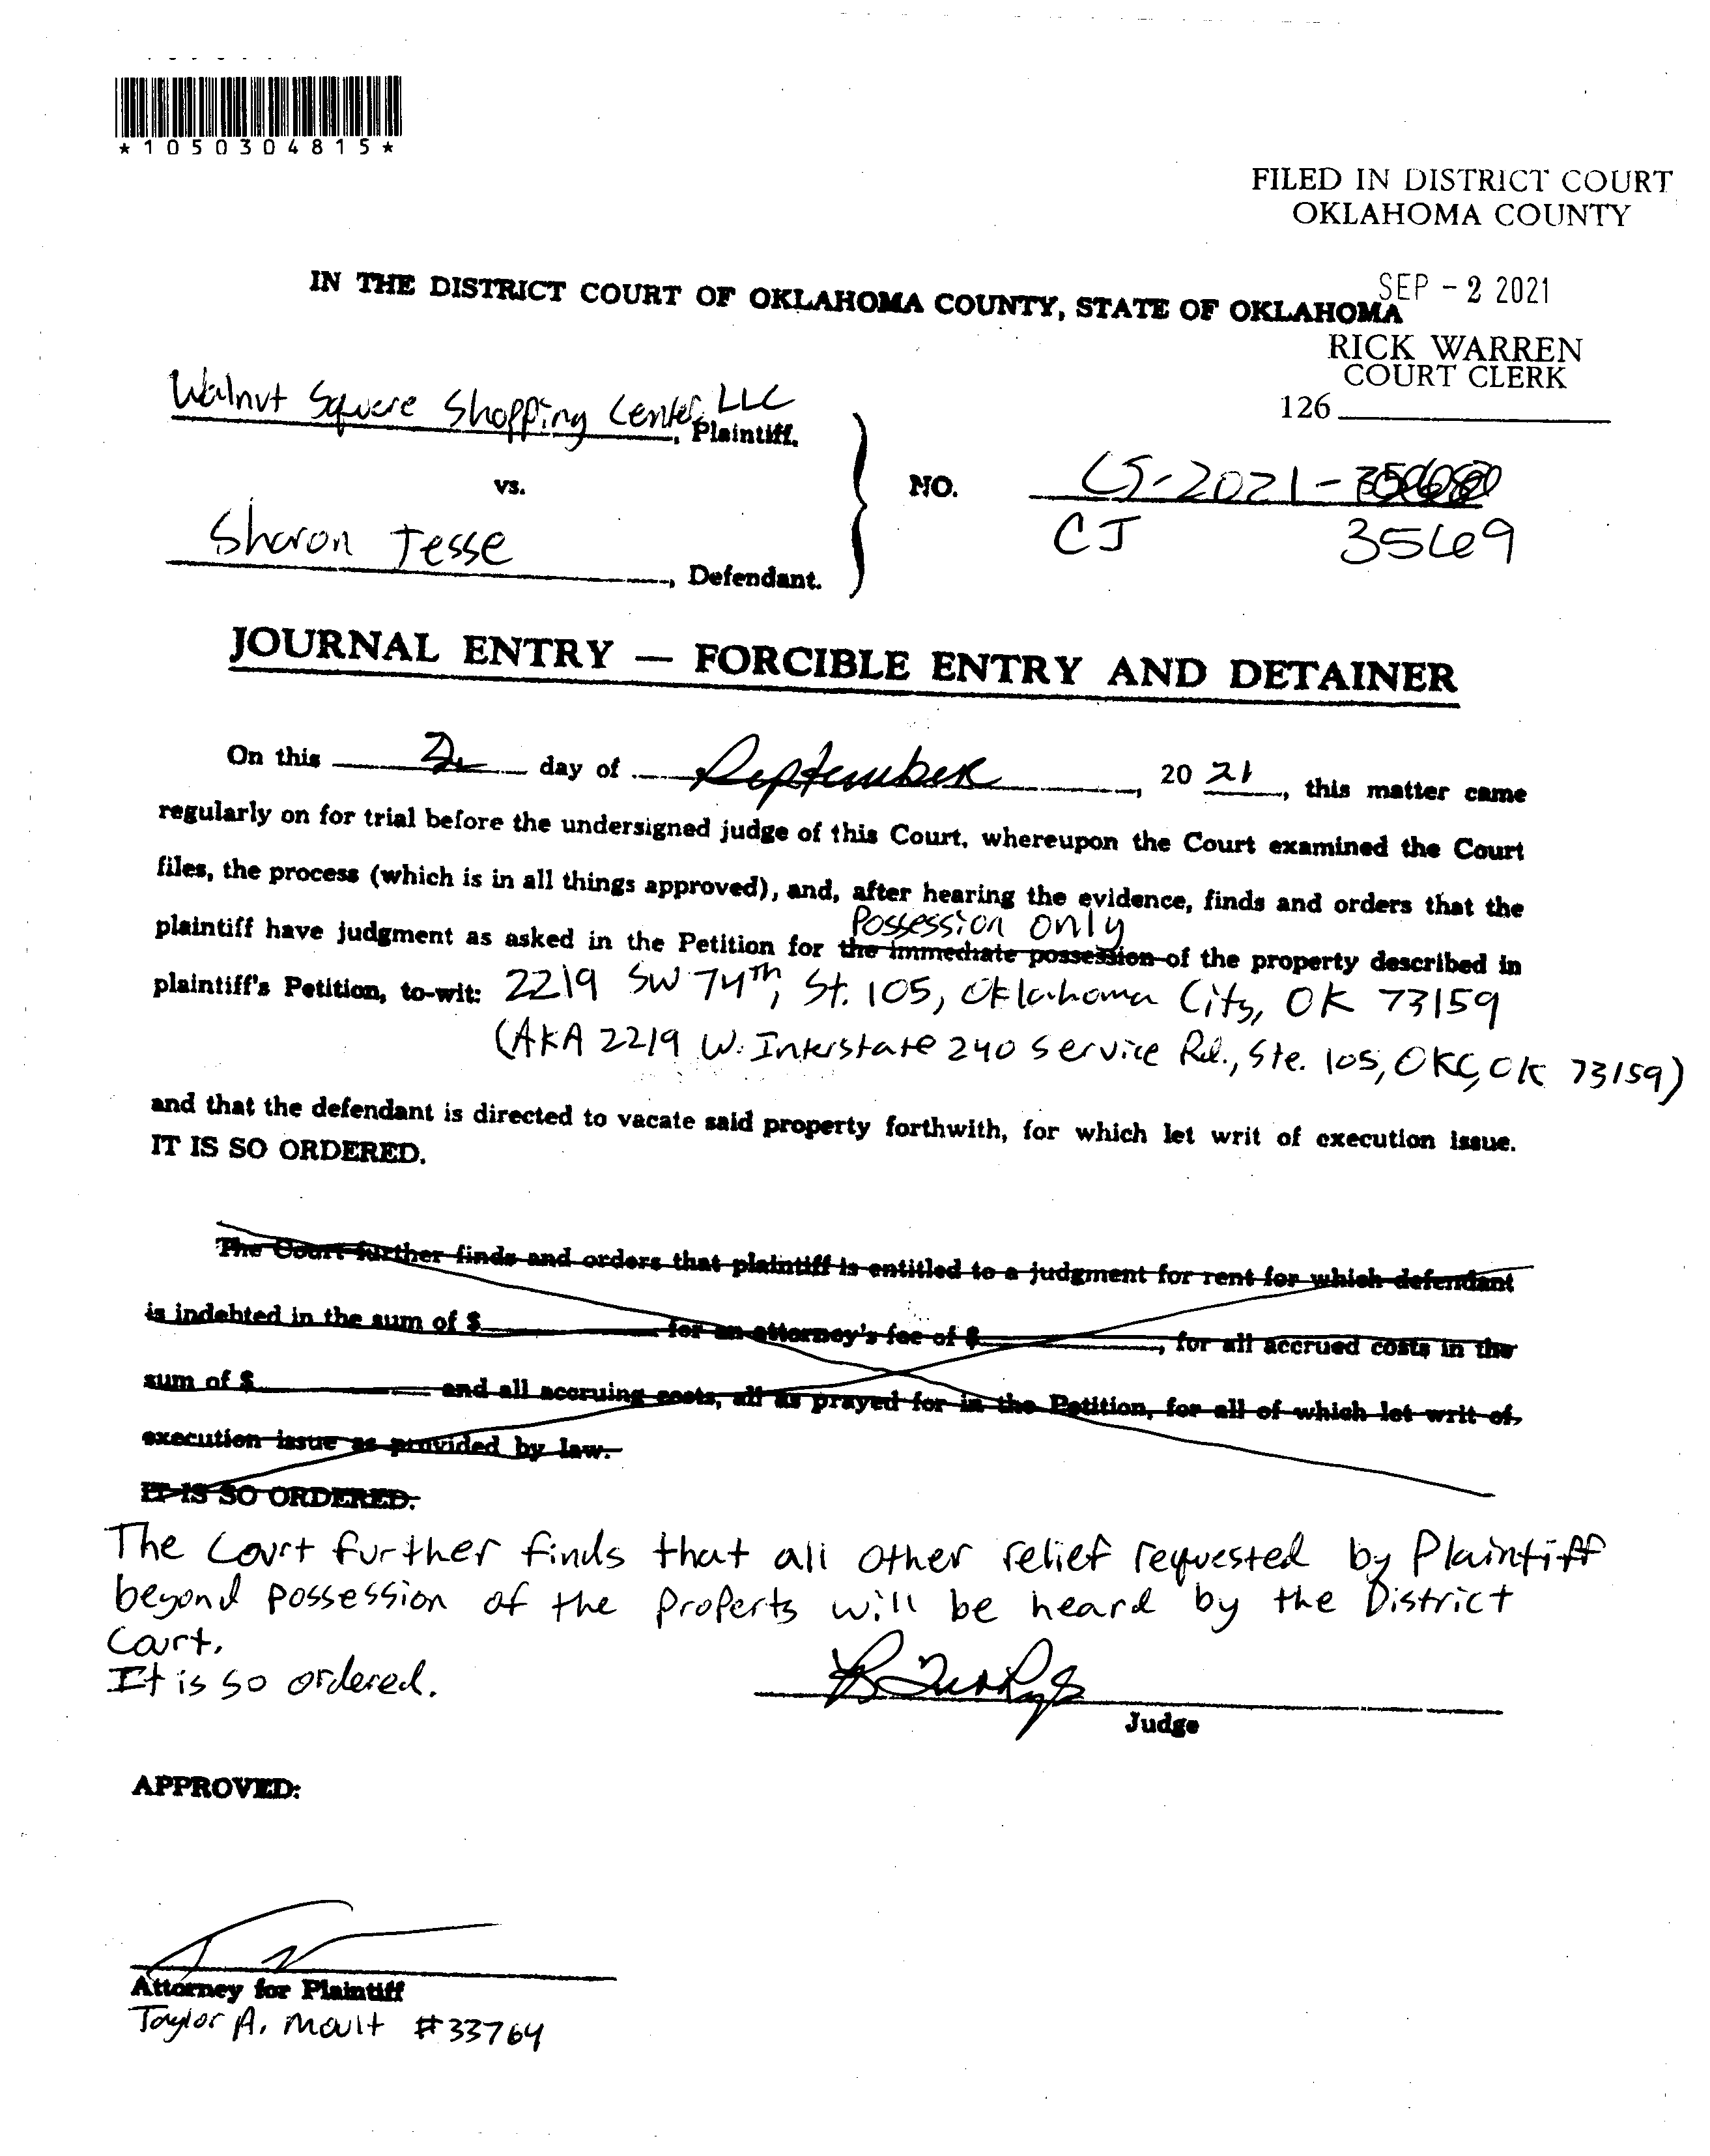 *1050304815*
FILED IN DISTRICT COURT
OKLAHOMA COUNTY
SEP - 2 2021
IN THE DISTRICT COURT OF OKLAHOMA COUNTY, STATE OF OKLAHOMA
RICK WARREN
COURT CLERK
126
Walnut Square Shopping Center, LLC
, Plaintiff.
vs.
NO. CS-2021-
CJ 3569
Sharon Tesse
, Defendant.
JOURNAL ENTRY — FORCIBLE ENTRY AND DETAINER
On this 2 day of September, 20 21, this matter came
regularly on for trial before the undersigned judge of this Court, whereupon the Court examined the Court
files, the process (which is in all things approved), and, after hearing the evidence, finds and orders that the
Possession only
plaintiff have judgment as asked in the Petition for the immediate possession of the property described in
plaintiff's Petition, to-wit: 2219 SW 74th, St. 105, Oklahoma City, OK 73159
(AKA 2219 W. Interstate 240 Service Rd., Ste. 105, OKC, OK 73159)
and that the defendant is directed to vacate said property forthwith, for which let writ of execution issue.
IT IS SO ORDERED.
The Court further finds and orders that plaintiff is entitled to a judgment for rent for which defendant
is indebted in the sum of $ for an attorney's fee of $, for all accrued costs in the
sum of $ and all accruing costs, all as prayed for in the Petition, for all of which let writ of
execution issue as provided by law.
IT IS SO ORDERED.
The Court further finds that all other relief requested by Plaintiff
beyond possession of the property will be heard by the District
Court.
It is so ordered.
Judge
APPROVED:
Attorney for Plaintiff
Taylor A. Moult #33764